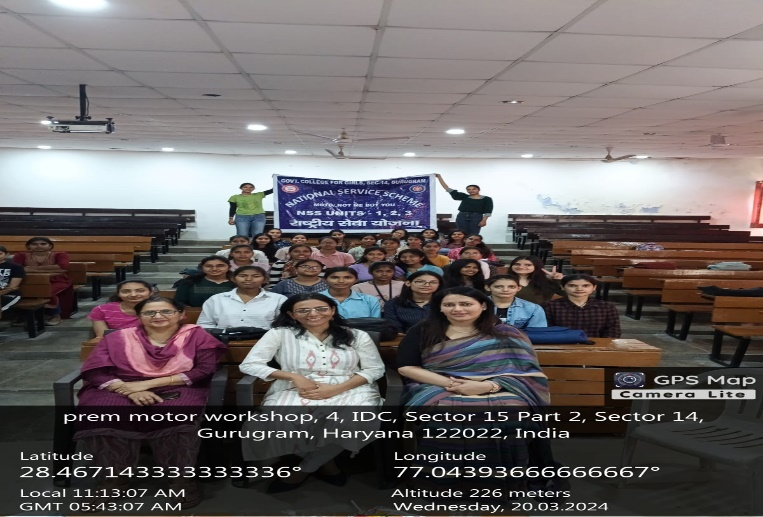 GOVT. COLLEGE FOR GIRLS, SEC-14, GURUGRAM
NATIONAL SERVICE SCHEME
MOTO: NOT ME BUT YOU
NSS UNITS - 1, 2, 3
राष्ट्रीय सेवा योजना
GPS Map
Camera Lite
prem motor workshop, 4, IDC, Sector 15 Part 2, Sector 14,
Gurugram, Haryana 122022, India
Latitude
28.4671433333333336°
Longitude
77.04393666666667°
Local 11:13:07 AM
GMT 05:43:07 AM
Altitude 226 meters
Wednesday, 20.03.2024